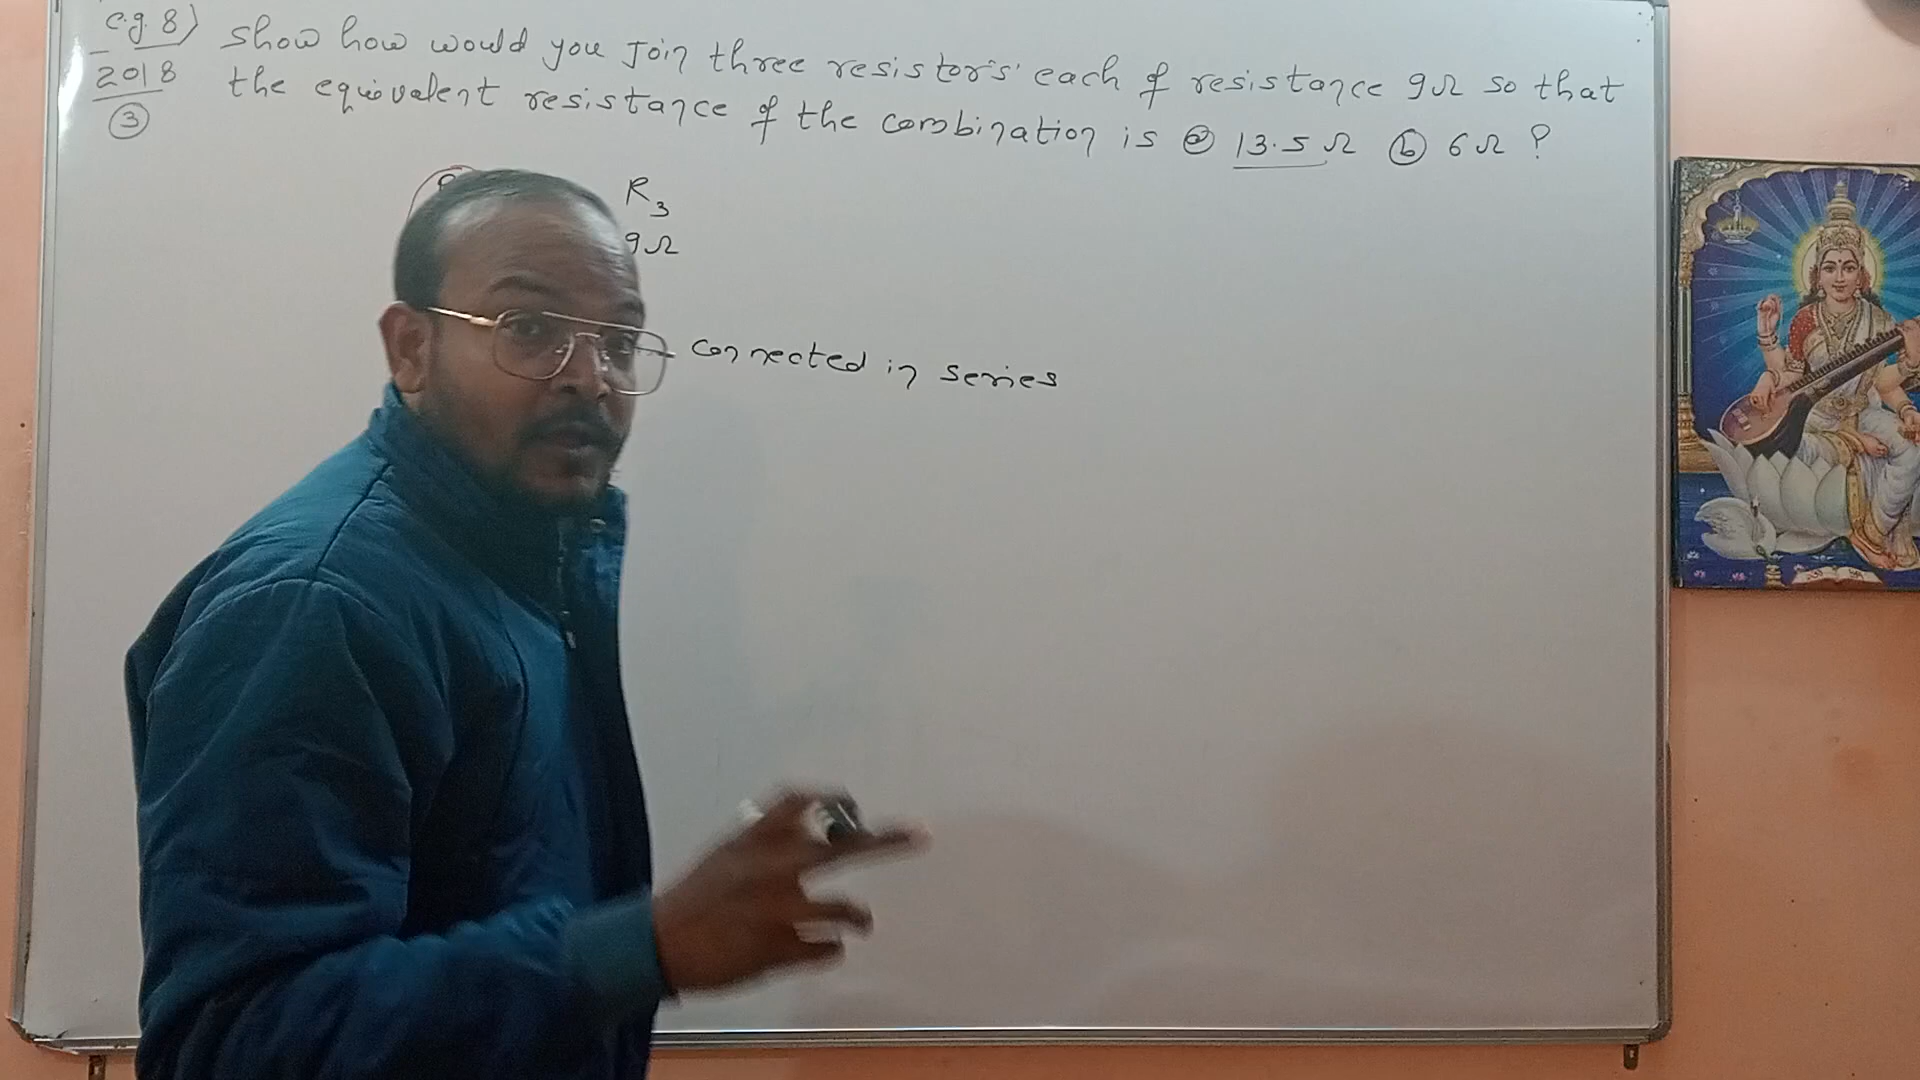 e.g. 8) Show how would you Join three resistors' each of resistance 9Ω so that
2018 the equivalent resistance of the combination is ⓐ 13.5 Ω ⓑ 6Ω ?
③
R₃
9Ω
connected in series